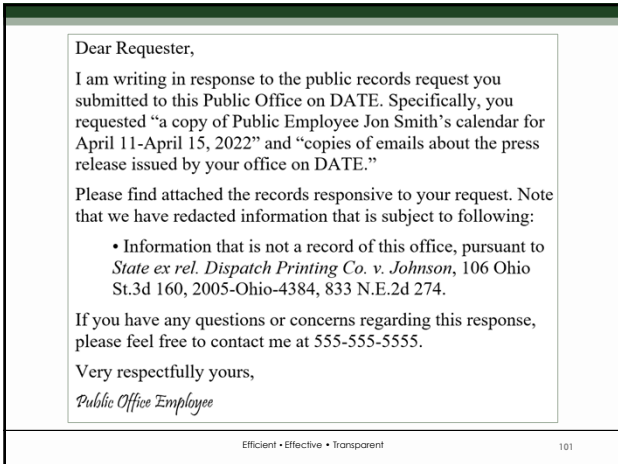 Dear Requester,
I am writing in response to the public records request you
submitted to this Public Office on DATE. Specifically, you
requested “a copy of Public Employee Jon Smith’s calendar for
April 11-April 15, 2022” and “copies of emails about the press
release issued by your office on DATE.”
Please find attached the records responsive to your request. Note
that we have redacted information that is subject to following:
• Information that is not a record of this office, pursuant to
State ex rel. Dispatch Printing Co. v. Johnson, 106 Ohio
St.3d 160, 2005-Ohio-4384, 833 N.E.2d 274.
If you have any questions or concerns regarding this response,
please feel free to contact me at 555-555-5555.
Very respectfully yours,
Public Office Employee
Efficient • Effective • Transparent
101